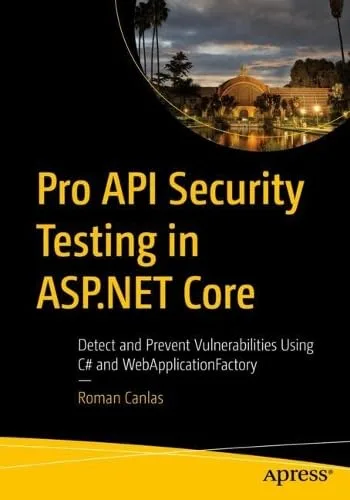 Pro API Security
Testing in
ASP.NET Core
Detect and Prevent Vulnerabilities Using
C# and WebApplicationFactory
—
Roman Canlas
Apress®